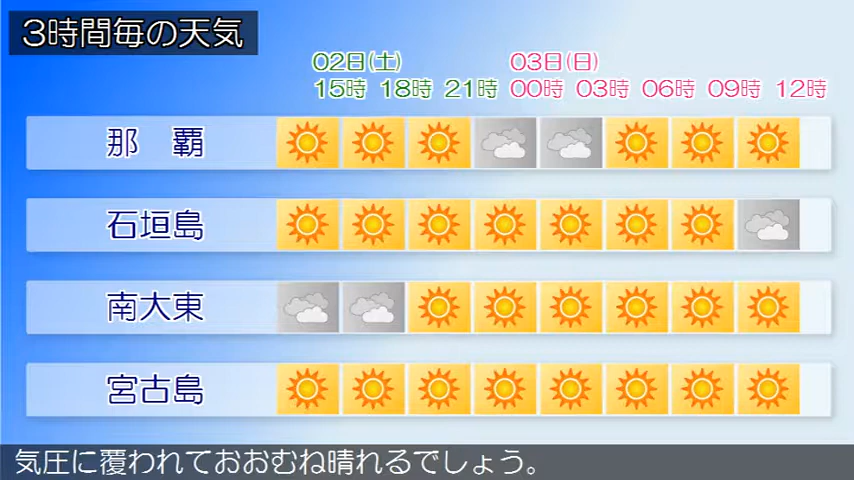 3時間毎の天気
02日(土) 03日(日)
15時 18時 21時 00時 03時 06時 09時 12時
那　覇
石垣島
南大東
宮古島
気圧に覆われておおむね晴れるでしょう。